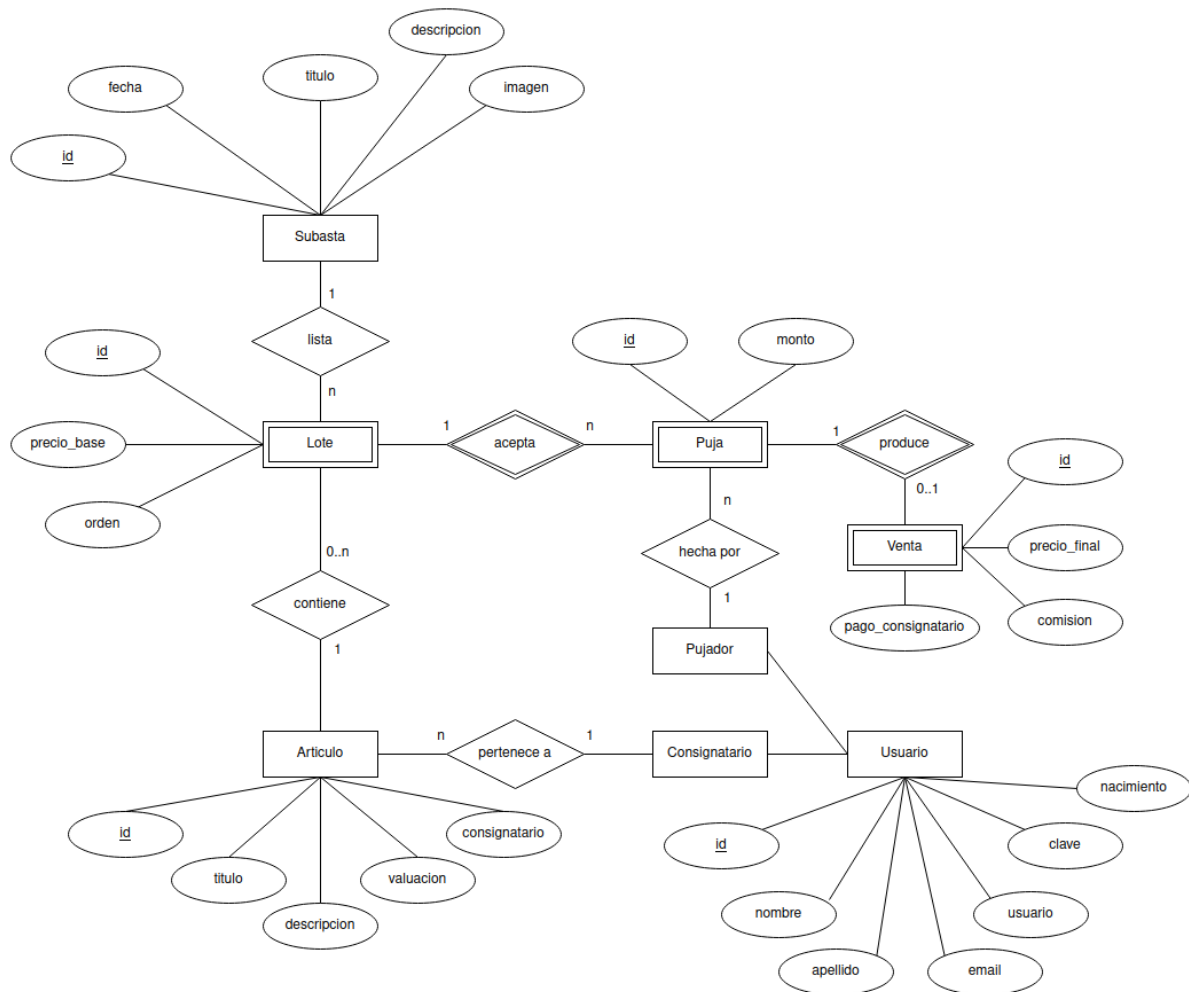 descripcion
titulo
fecha
imagen
id
Subasta
1
lista
n
id
id
monto
precio_base
Lote
1
acepta
n
Puja
1
produce
id
0..1
orden
n
Venta
precio_final
0..n
hecha por
contiene
1
pago_consignatario
comision
1
Pujador
n
1
Articulo
pertenece a
Consignatario
Usuario
nacimiento
id
consignatario
id
clave
titulo
valuacion
descripcion
nombre
usuario
apellido
email